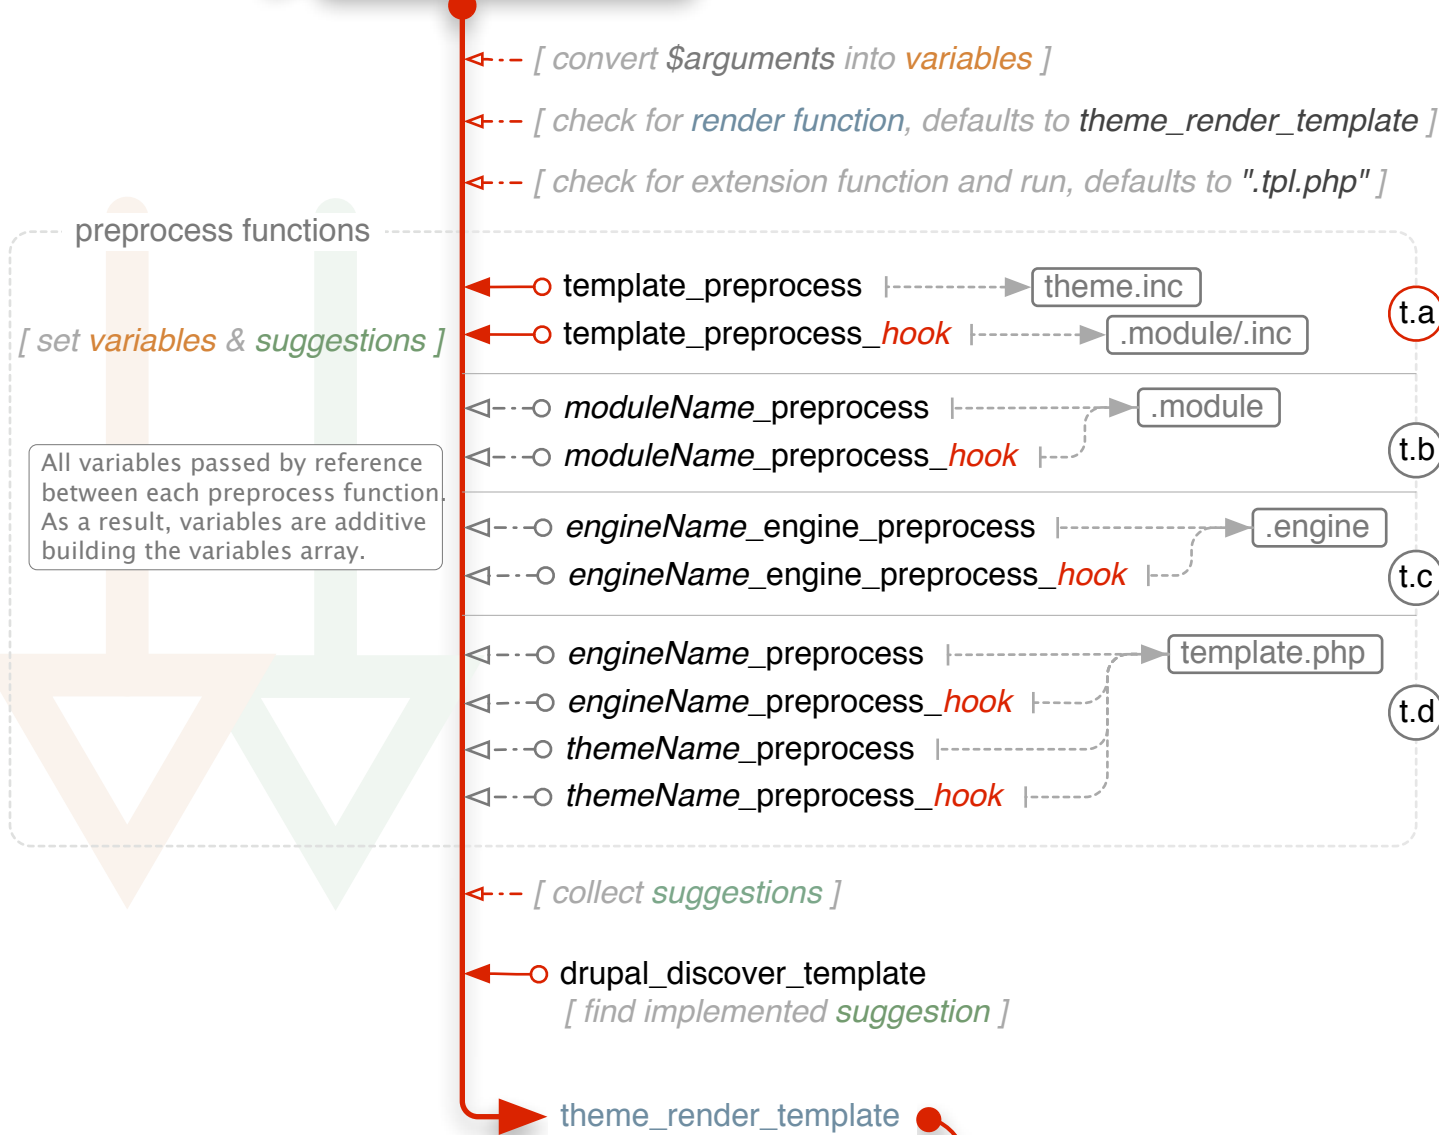 [ convert $arguments into variables ]
[ check for render function, defaults to theme_render_template ]
[ check for extension function and run, defaults to ".tpl.php" ]
preprocess functions
template_preprocess
theme.inc
t.a
[ set variables & suggestions ]
template_preprocess_hook
.module/.inc
moduleName_preprocess
.module
moduleName_preprocess_hook
t.b
All variables passed by reference
between each preprocess function.
As a result, variables are additive
building the variables array.
engineName_engine_preprocess
.engine
engineName_engine_preprocess_hook
t.c
engineName_preprocess
template.php
engineName_preprocess_hook
t.d
themeName_preprocess
themeName_preprocess_hook
[ collect suggestions ]
drupal_discover_template
[ find implemented suggestion ]
theme_render_template